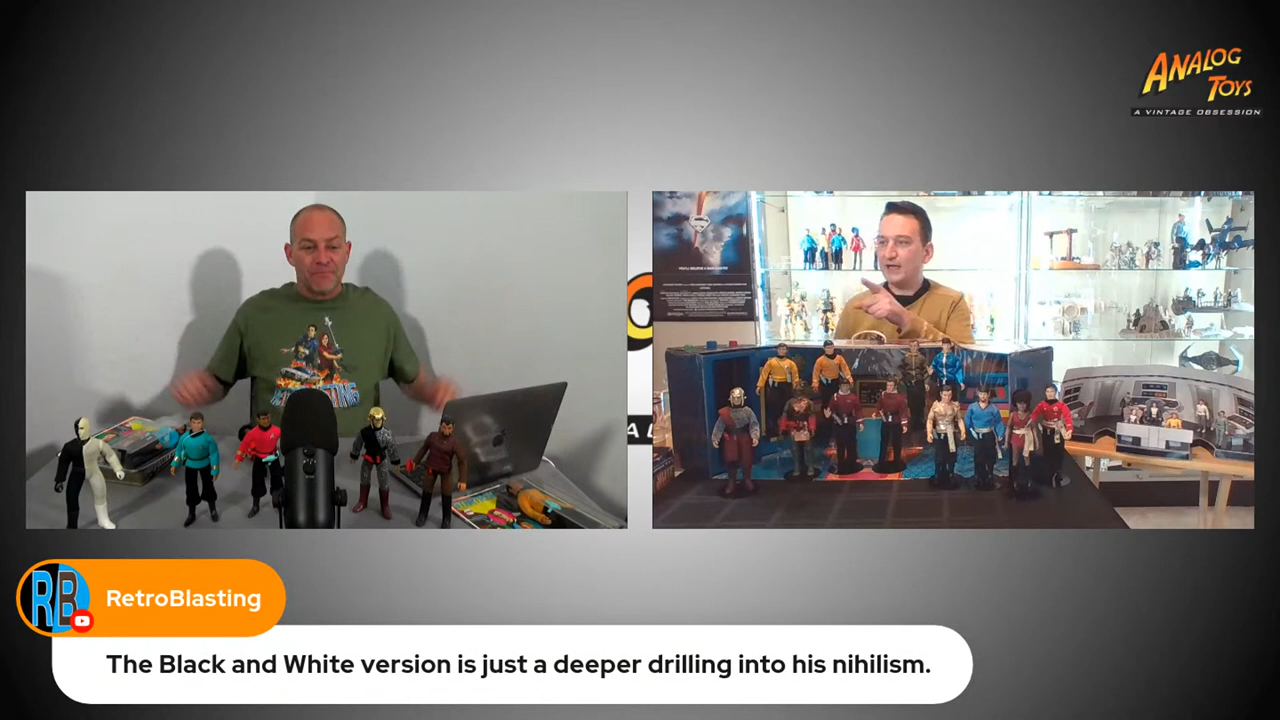 ANALOG
TOYS
A VINTAGE OBSESSION
RB
RetroBlasting
The Black and White version is just a deeper drilling into his nihilism.